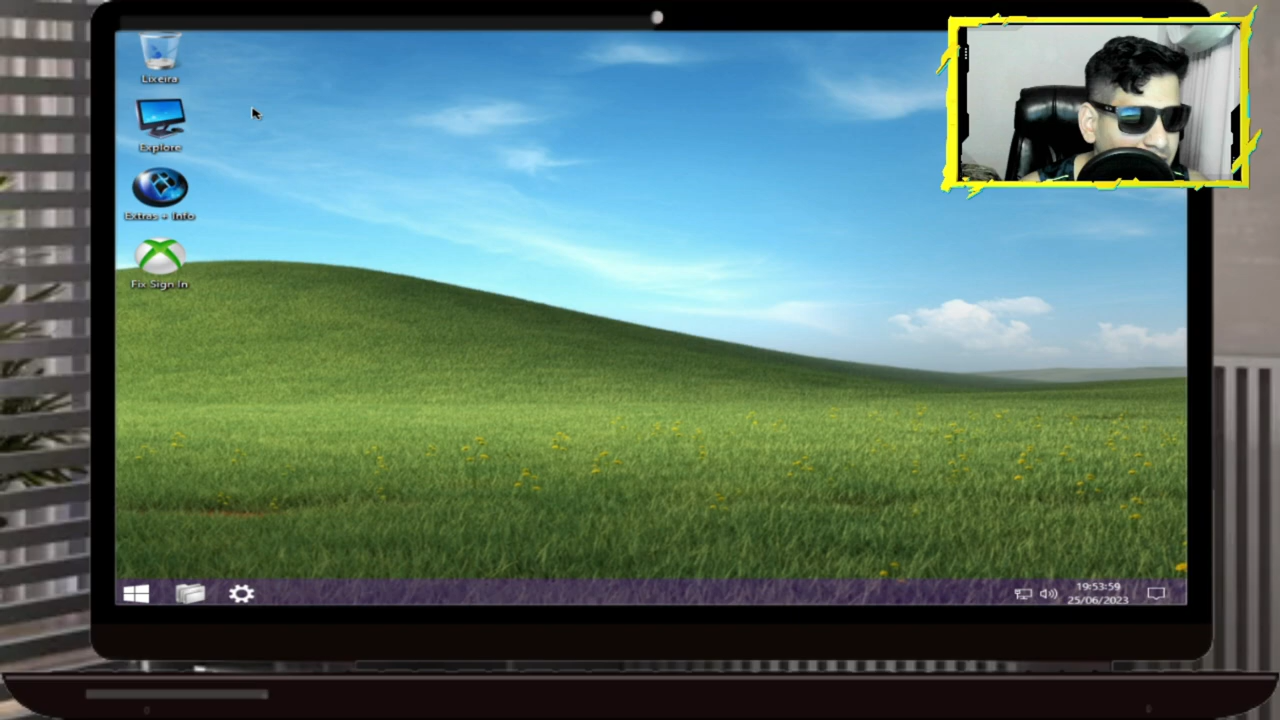 Lixeira
Explore
Extras + Info
Fix Sign In
19:53:59
25/06/2023